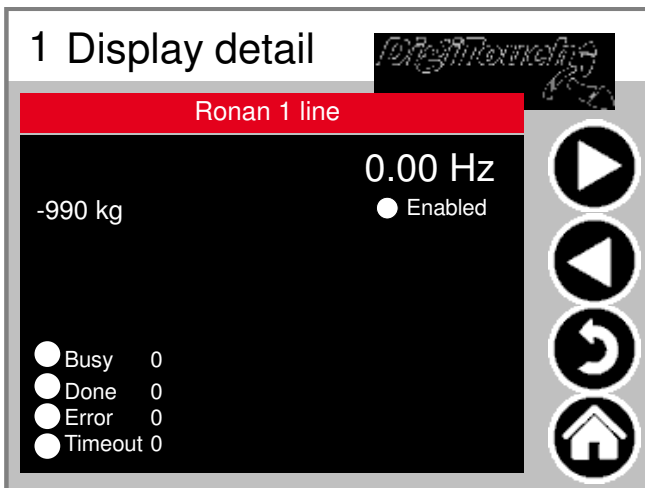 1 Display detail
DigiTouch
Ronan 1 line
0.00 Hz
-990 kg
Enabled
Busy 0
Done 0
Error 0
Timeout 0